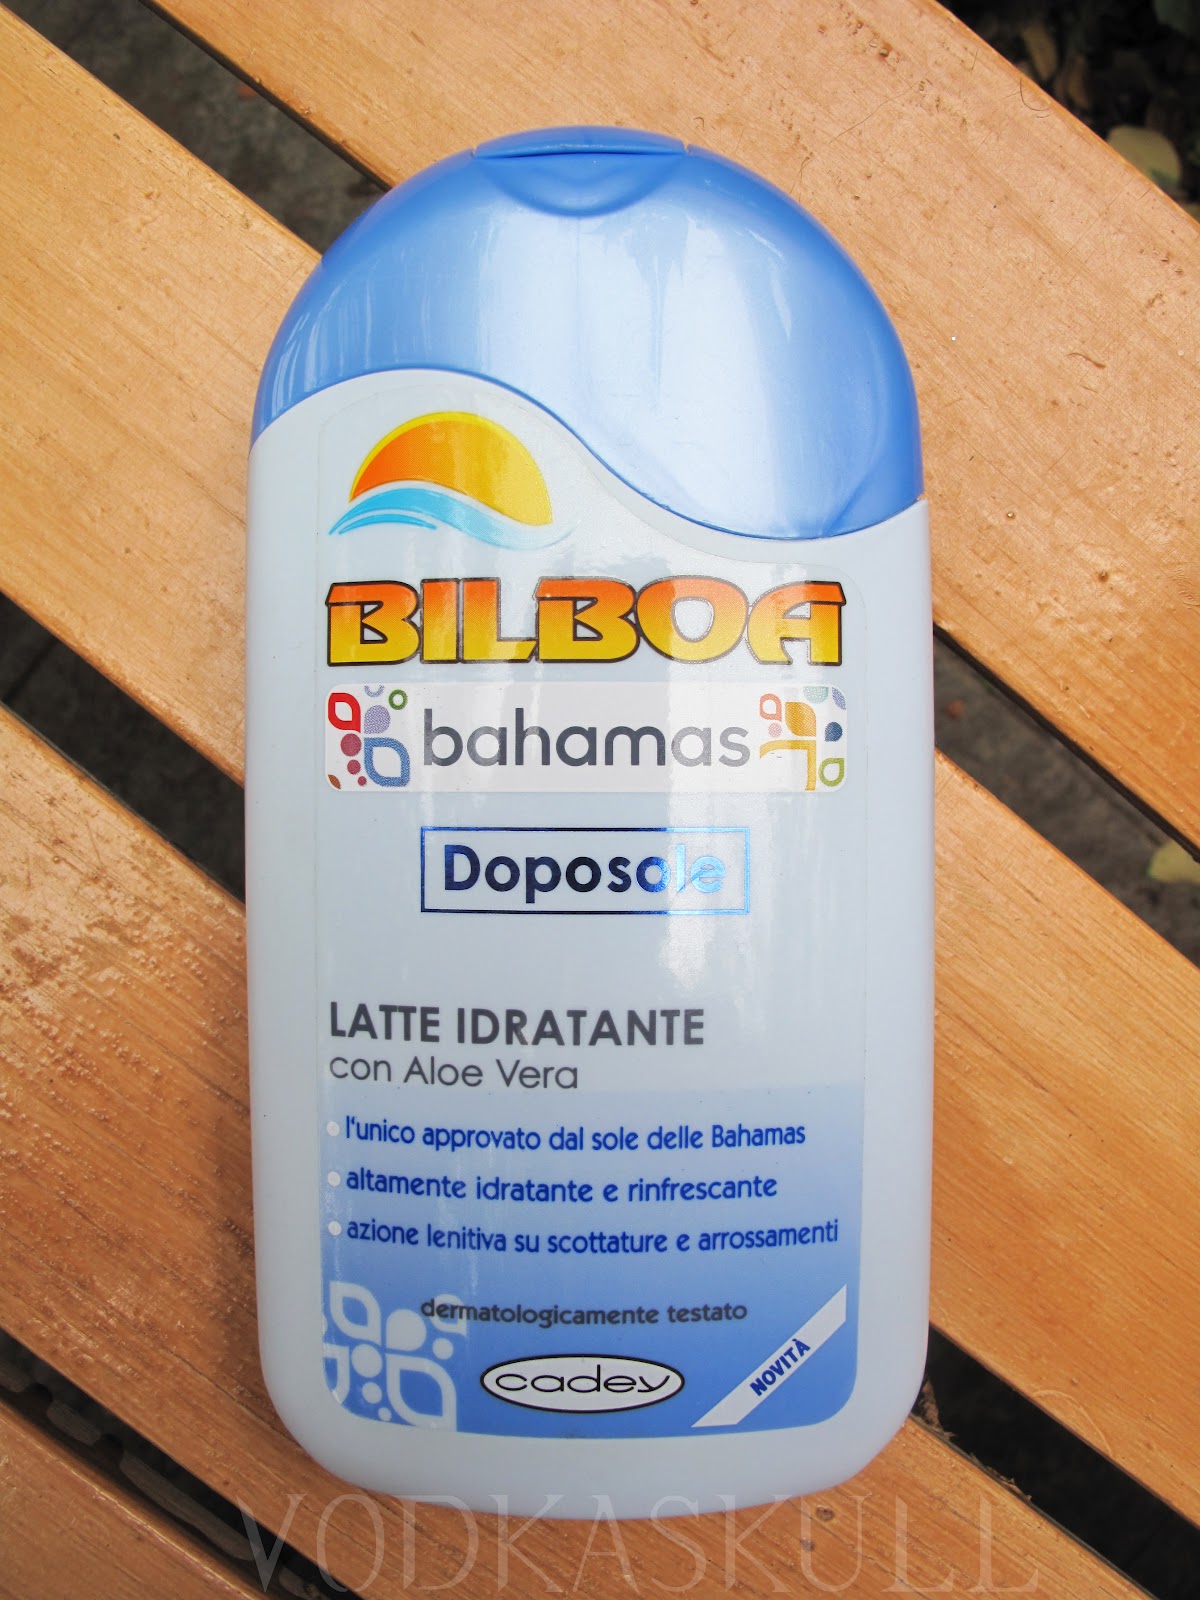 BILBOA
bahamas
Doposole
LATTE IDRATANTE
con Aloe Vera
l'unico approvato dal sole delle Bahamas
altamente idratante e rinfrescante
azione lenitiva su scottature e arrossamenti
dermatologicamente testato
cadey
NOVITÀ
VODKASKULL